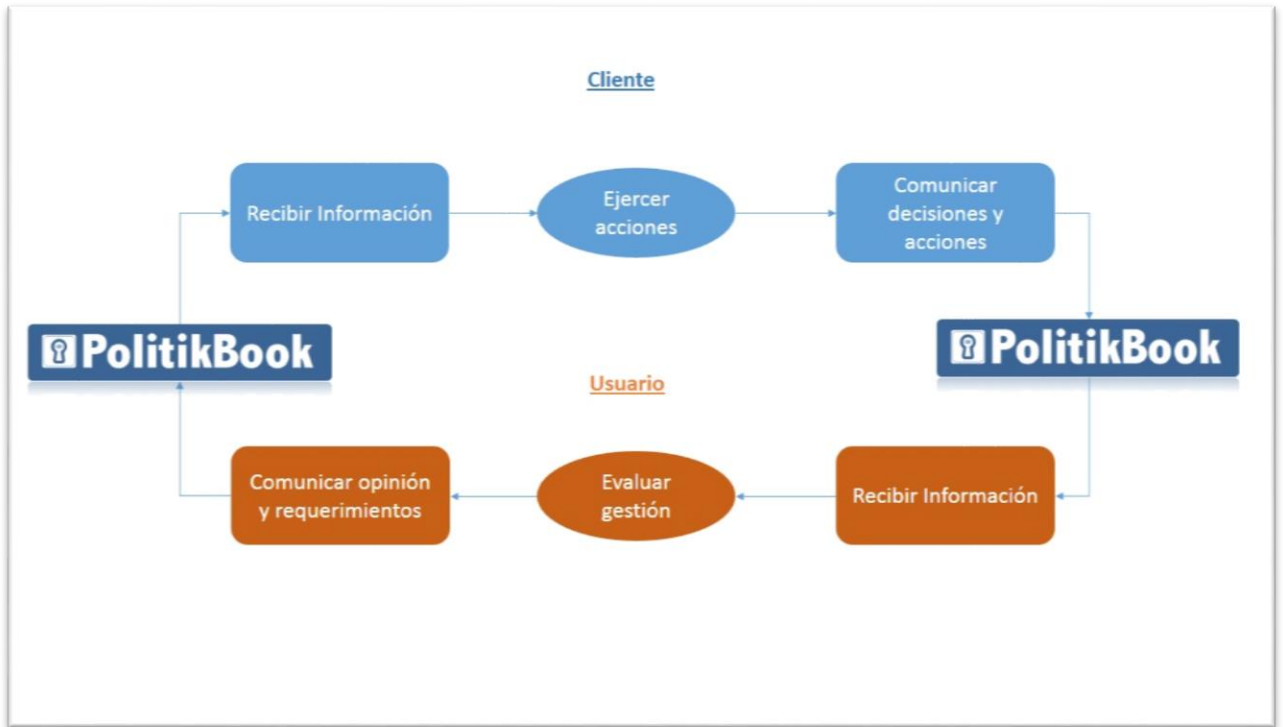 Cliente
Recibir Información
Ejercer
acciones
Comunicar
decisiones y
acciones
PolitikBook
PolitikBook
Usuario
Comunicar opinión
y requerimientos
Evaluar
gestión
Recibir Información